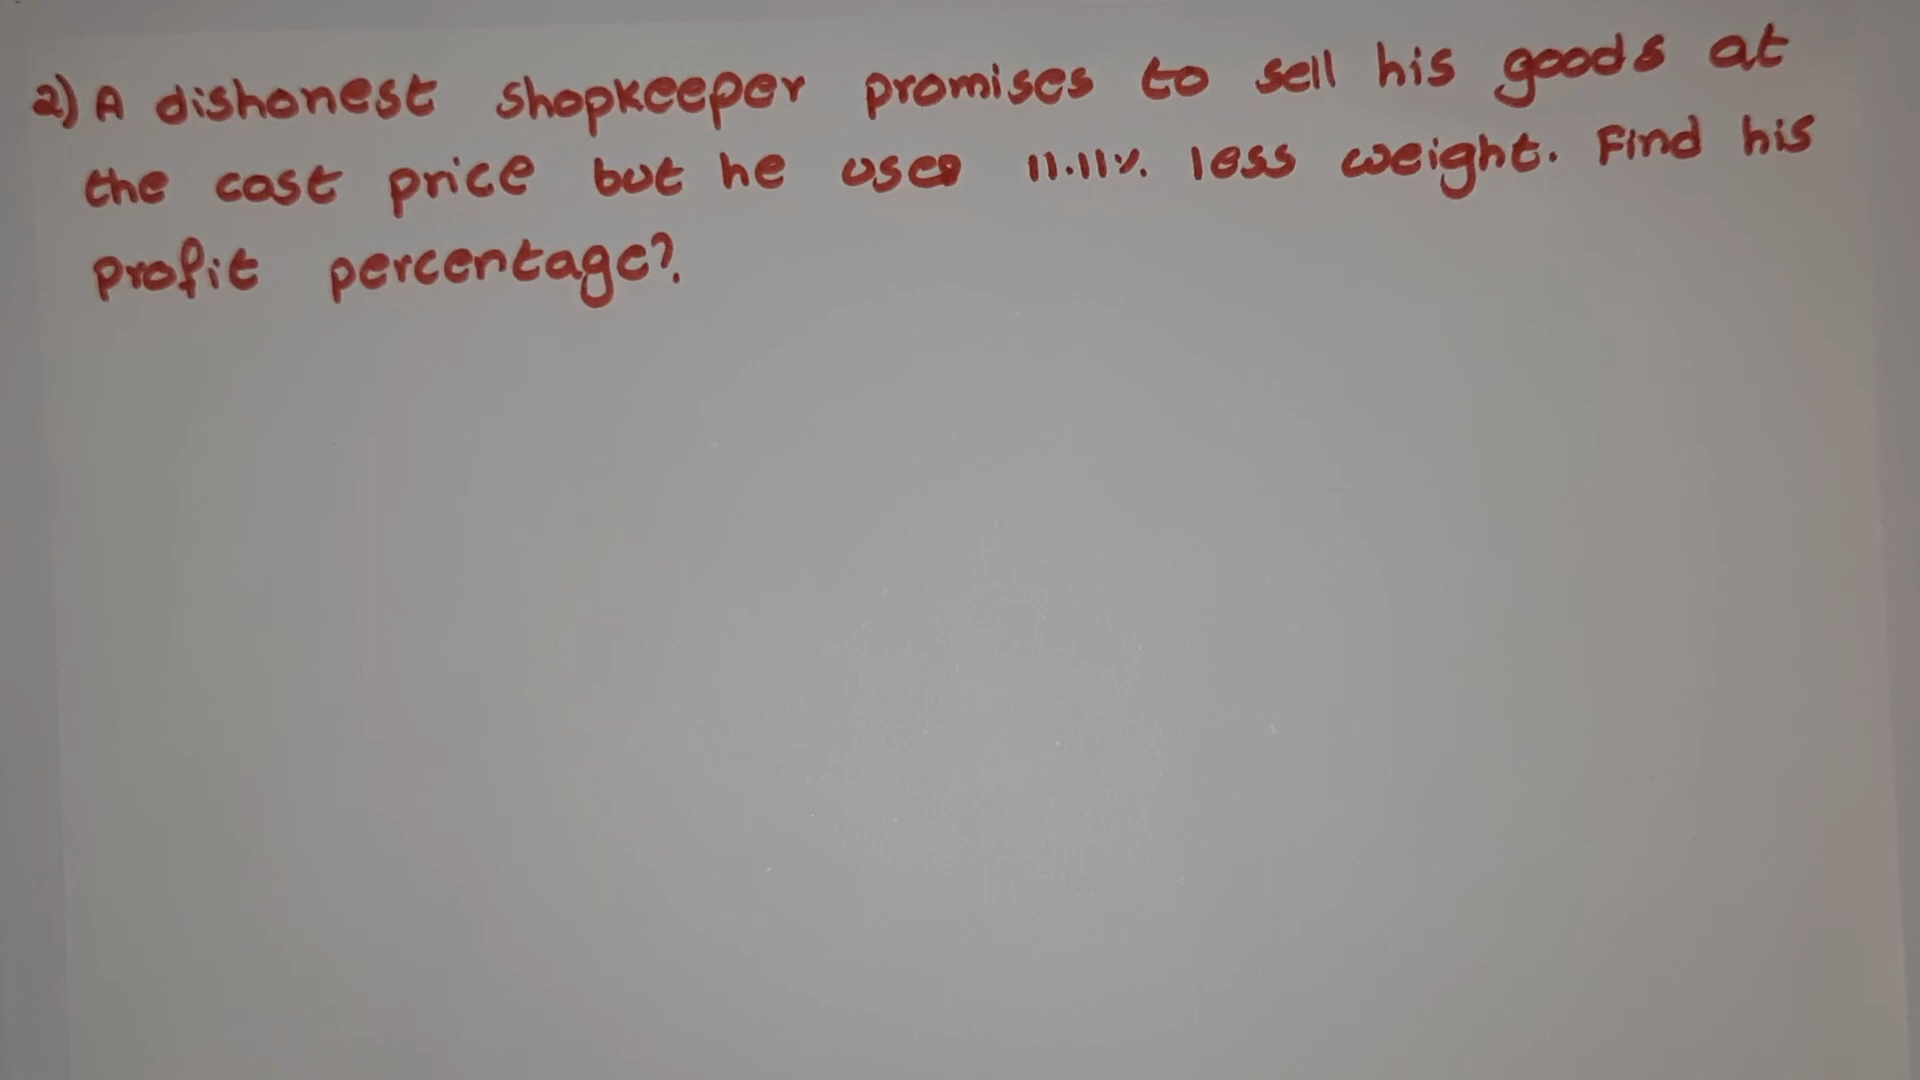 2) A dishonest shopkeeper promises to sell his goods at
the cost price but he uses 11.11% less weight. Find his
profit percentage?